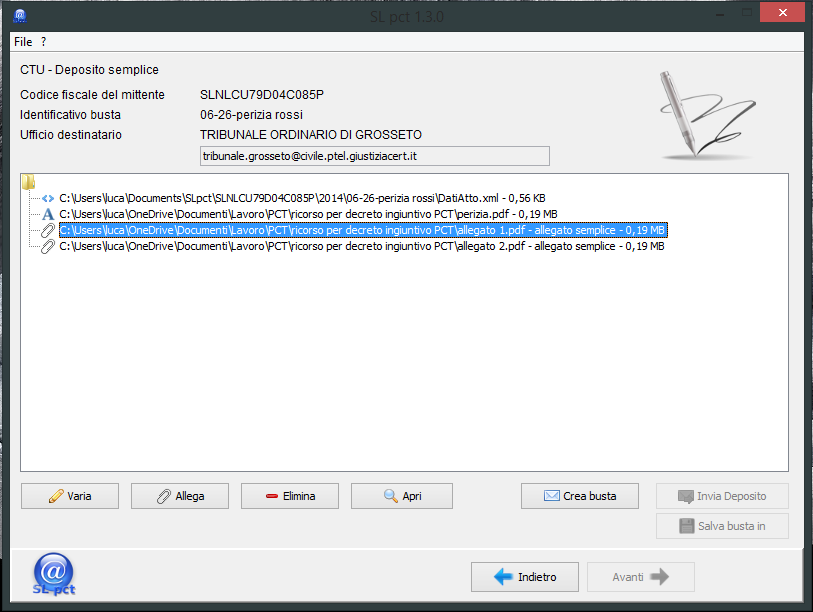 SL pct 1.3.0
File ?
CTU - Deposito semplice
Codice fiscale del mittente SLNLCU79D04C085P
Identificativo busta 06-26-perizia rossi
Ufficio destinatario TRIBUNALE ORDINARIO DI GROSSETO
tribunale.grosseto@civile.ptel.giustiziacert.it
C:\Users\luca\Documents\SLpct\SLNLCU79D04C085P\2014\06-26-perizia rossi\DatiAtto.xml - 0,56 KB
A C:\Users\luca\OneDrive\Documenti\Lavoro\PCT\ricorso per decreto ingiuntivo PCT\perizia.pdf - 0,19 MB
C:\Users\luca\OneDrive\Documenti\Lavoro\PCT\ricorso per decreto ingiuntivo PCT\allegato 1.pdf - allegato semplice - 0,19 MB
C:\Users\luca\OneDrive\Documenti\Lavoro\PCT\ricorso per decreto ingiuntivo PCT\allegato 2.pdf - allegato semplice - 0,19 MB
Varia Allega Elimina Apri Crea busta Invia Deposito
Salva busta in
@
SL pct
Indietro Avanti